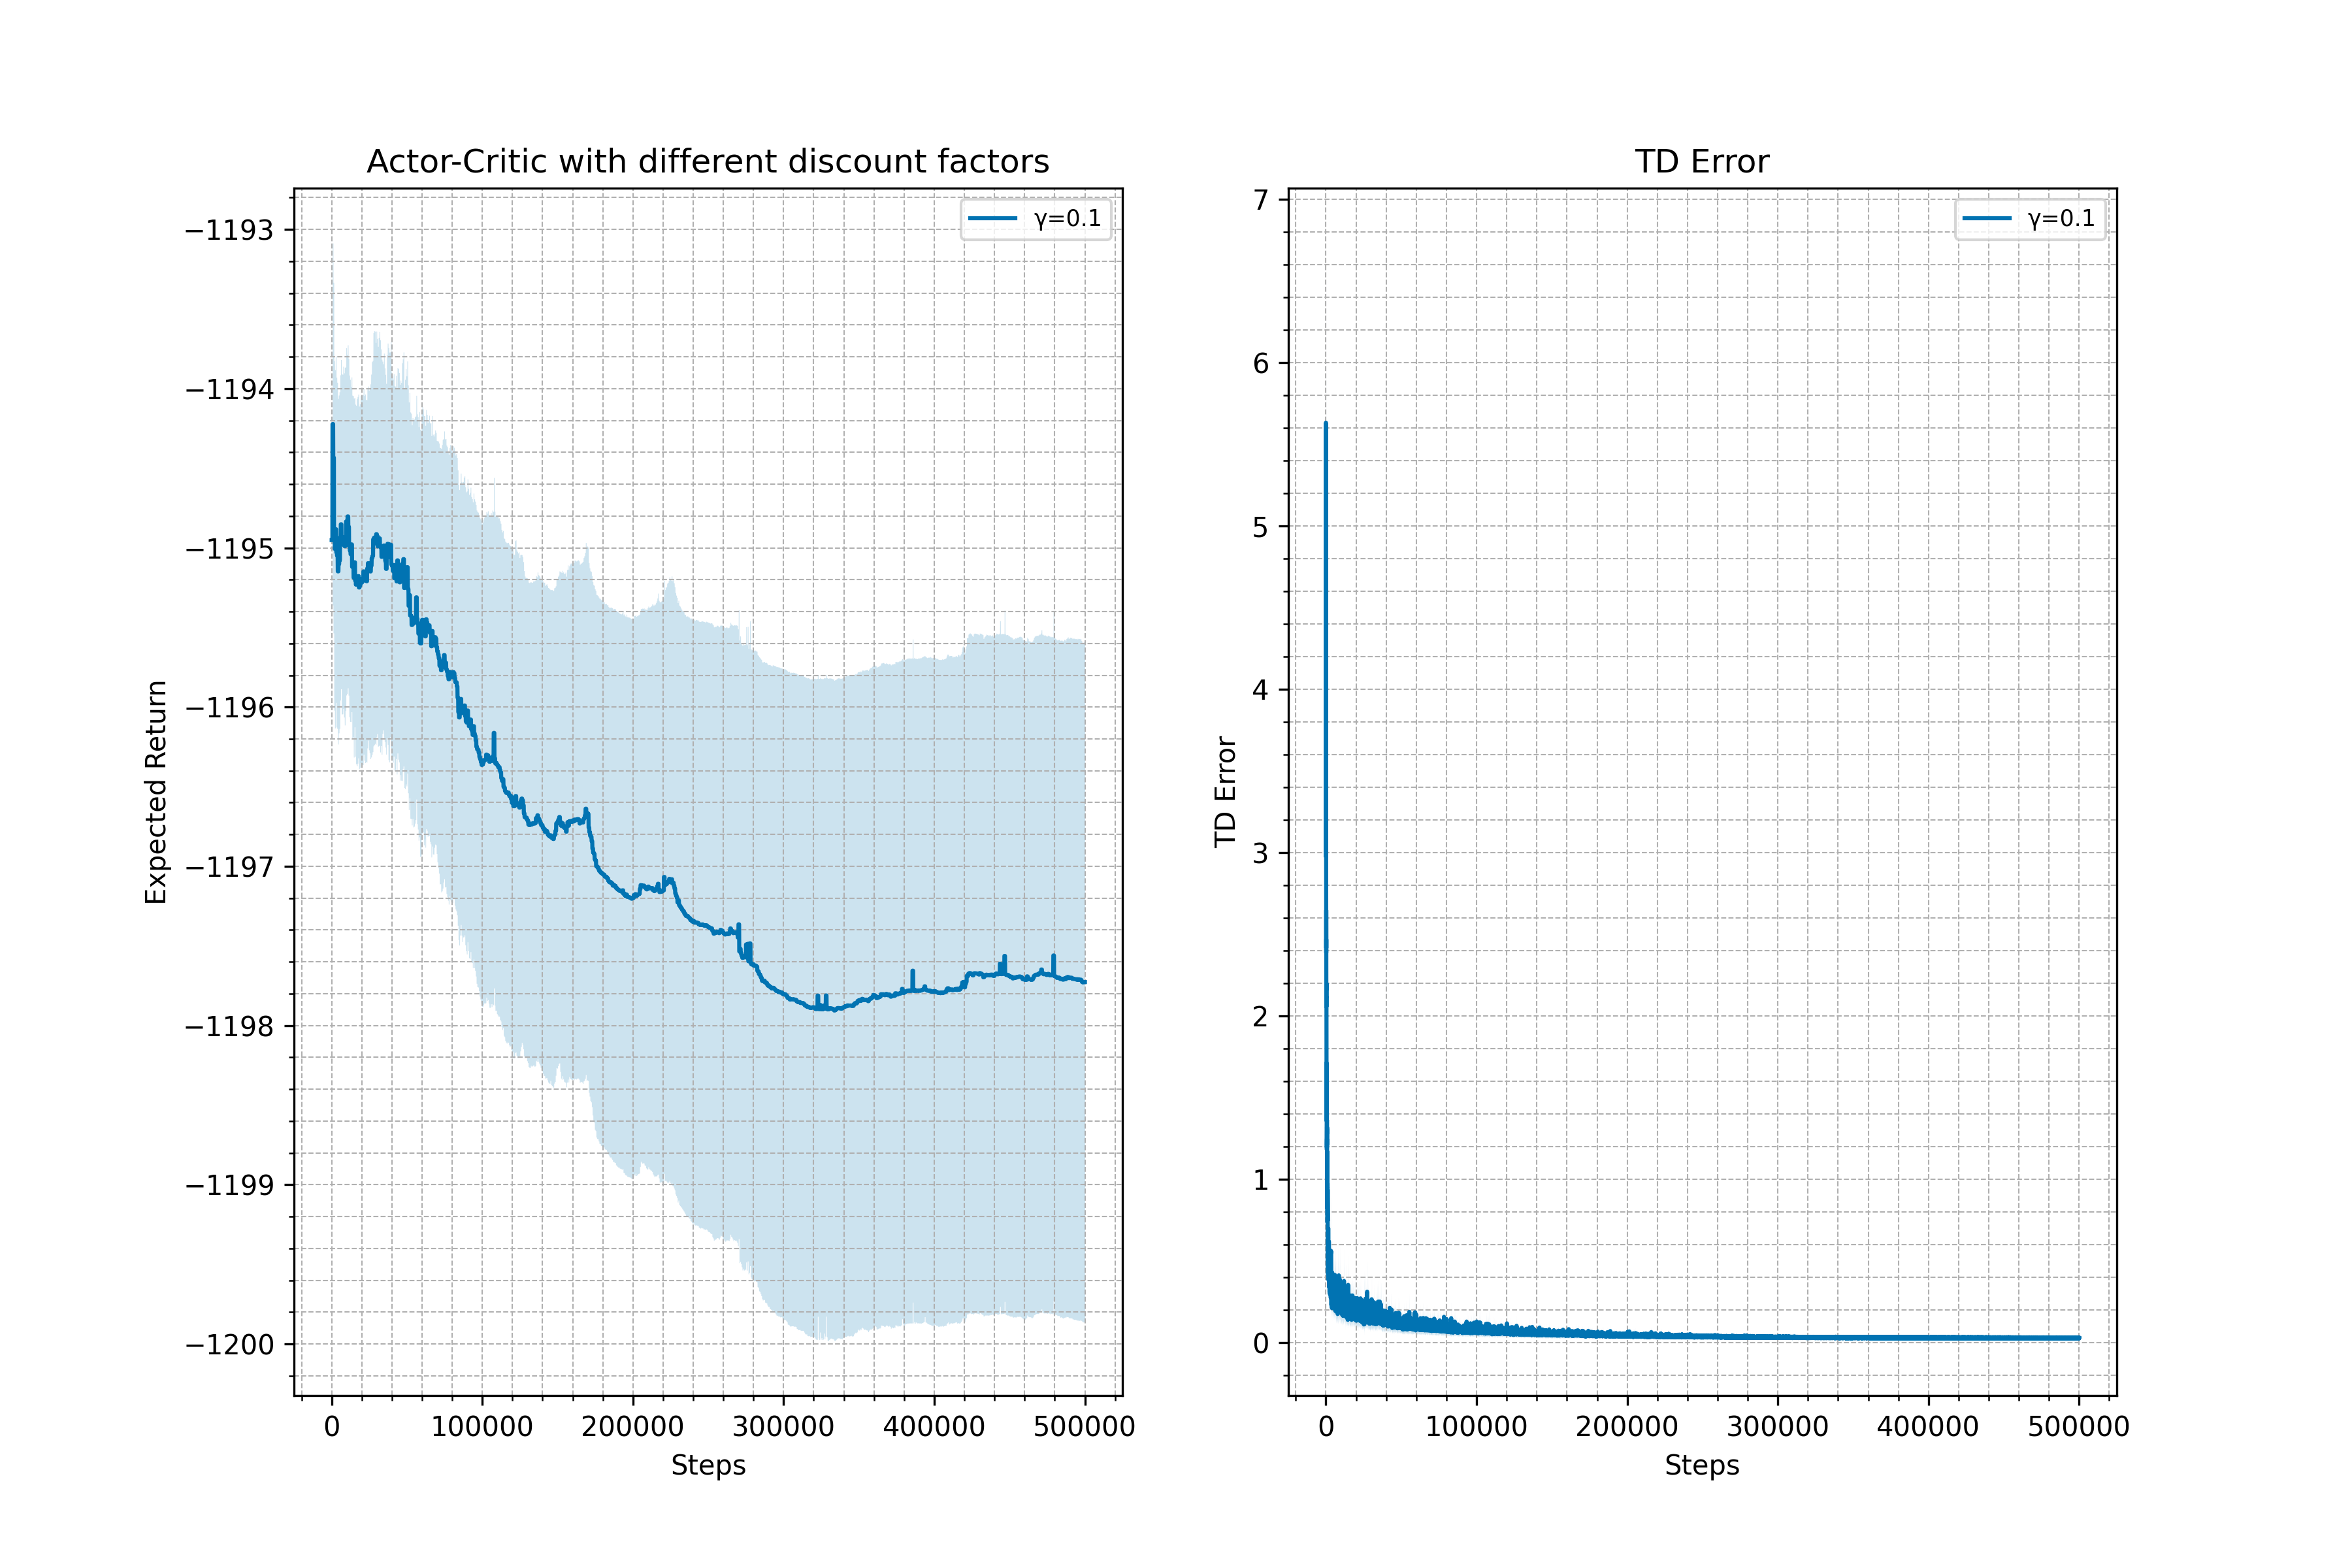 Actor-Critic with different discount factors
γ=0.1
Expected Return
−1193
−1194
−1195
−1196
−1197
−1198
−1199
−1200
0 100000 200000 300000 400000 500000
Steps
TD Error
γ=0.1
TD Error
7
6
5
4
3
2
1
0
0 100000 200000 300000 400000 500000
Steps